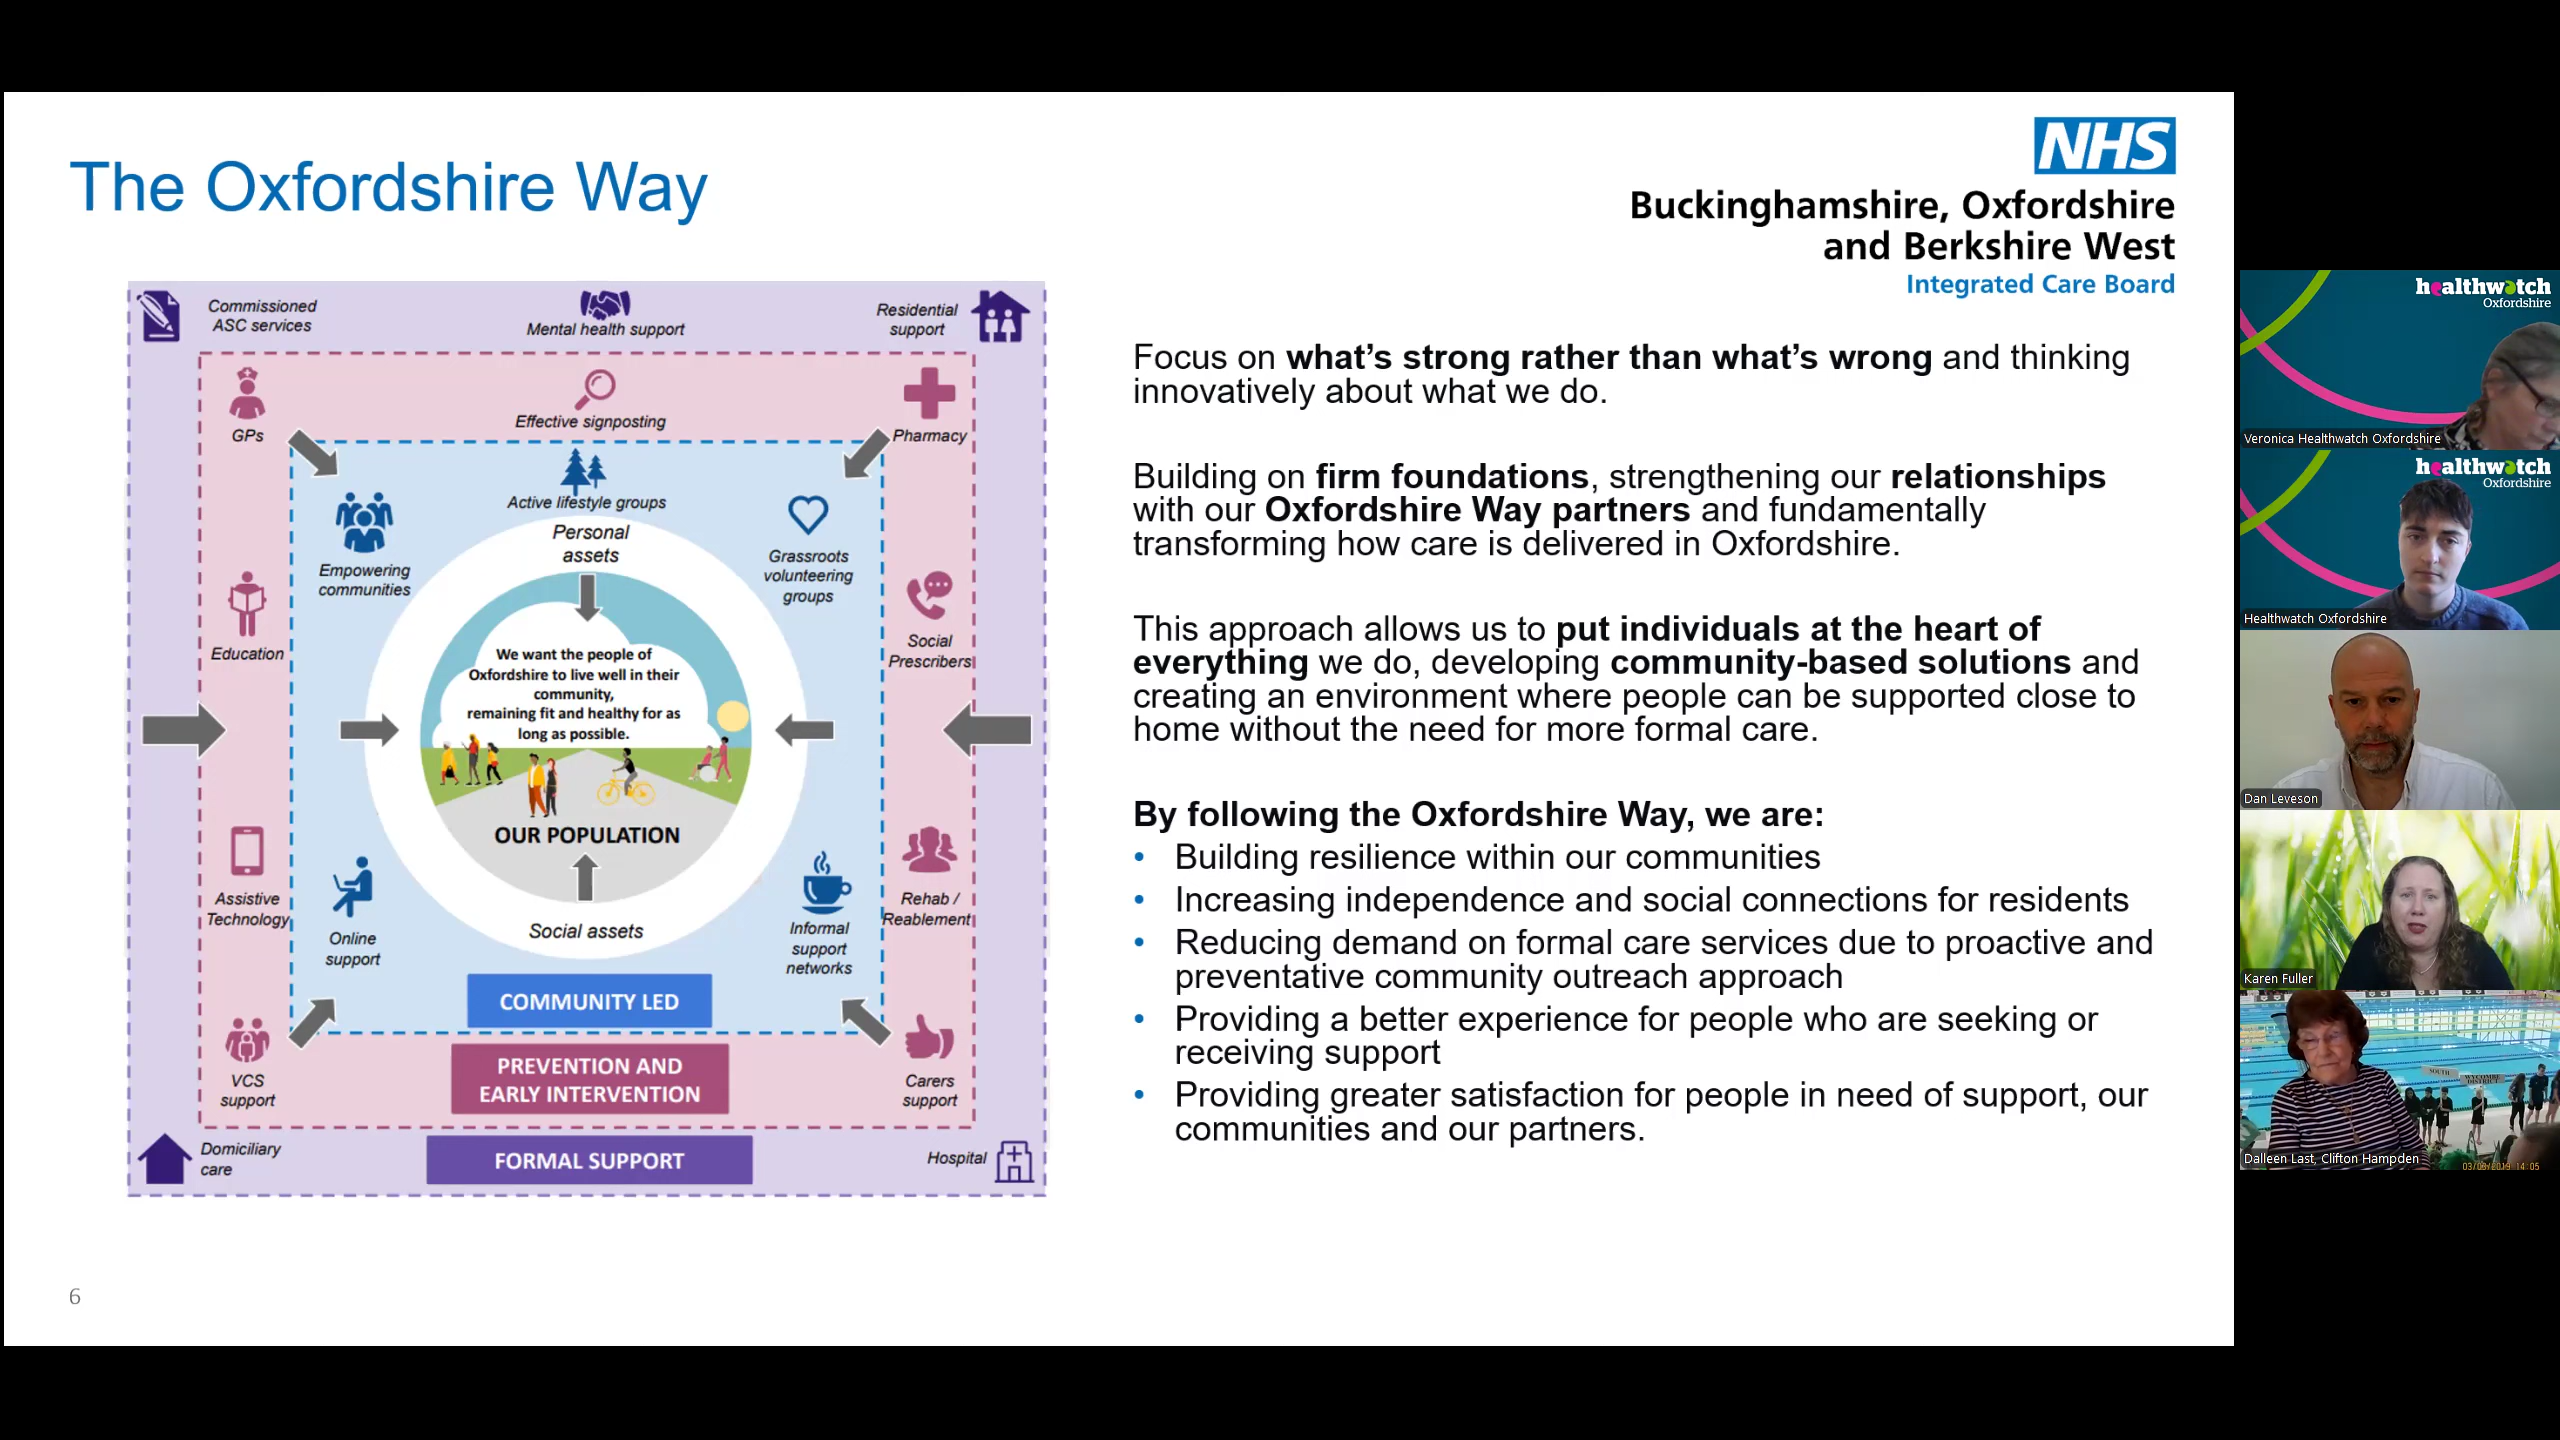 The Oxfordshire Way
NHS
Buckinghamshire, Oxfordshire
and Berkshire West
Integrated Care Board
Commissioned
ASC services
Mental health support
Residential
support
GPs
Effective signposting
Pharmacy
Active lifestyle groups
Empowering
communities
Personal
assets
Grassroots
volunteering
groups
Education
Social
Prescribers
We want the people of
Oxfordshire to live well in their
community,
remaining fit and healthy for as
long as possible.
OUR POPULATION
Assistive
Technology
Online
support
Social assets
Informal
support
networks
Rehab /
Reablement
COMMUNITY LED
VCS
support
PREVENTION AND
EARLY INTERVENTION
Carers
support
Domiciliary
care
FORMAL SUPPORT
Hospital
Focus on what’s strong rather than what’s wrong and thinking
innovatively about what we do.
Building on firm foundations, strengthening our relationships
with our Oxfordshire Way partners and fundamentally
transforming how care is delivered in Oxfordshire.
This approach allows us to put individuals at the heart of
everything we do, developing community-based solutions and
creating an environment where people can be supported close to
home without the need for more formal care.
By following the Oxfordshire Way, we are:
• Building resilience within our communities
• Increasing independence and social connections for residents
• Reducing demand on formal care services due to proactive and
preventative community outreach approach
• Providing a better experience for people who are seeking or
receiving support
• Providing greater satisfaction for people in need of support, our
communities and our partners.
6
healthwatch
Oxfordshire
Veronica Healthwatch Oxfordshire
healthwatch
Oxfordshire
Healthwatch Oxfordshire
Dan Leveson
Karen Fuller
SOUTH
WYCOMBE
DISTRICT
Dalleen Last, Clifton Hampden
14:05